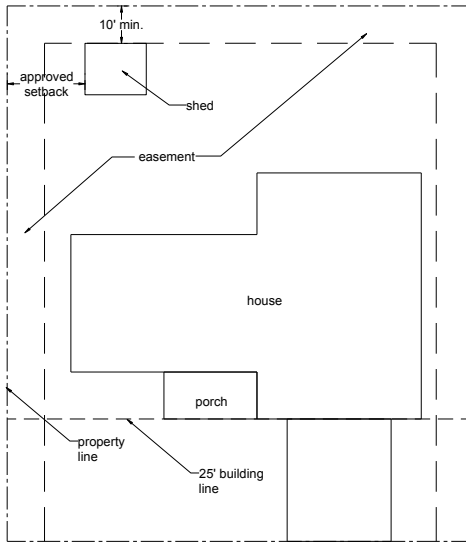 10' min.
approved
setback
shed
easement
house
porch
property
line
25' building
line